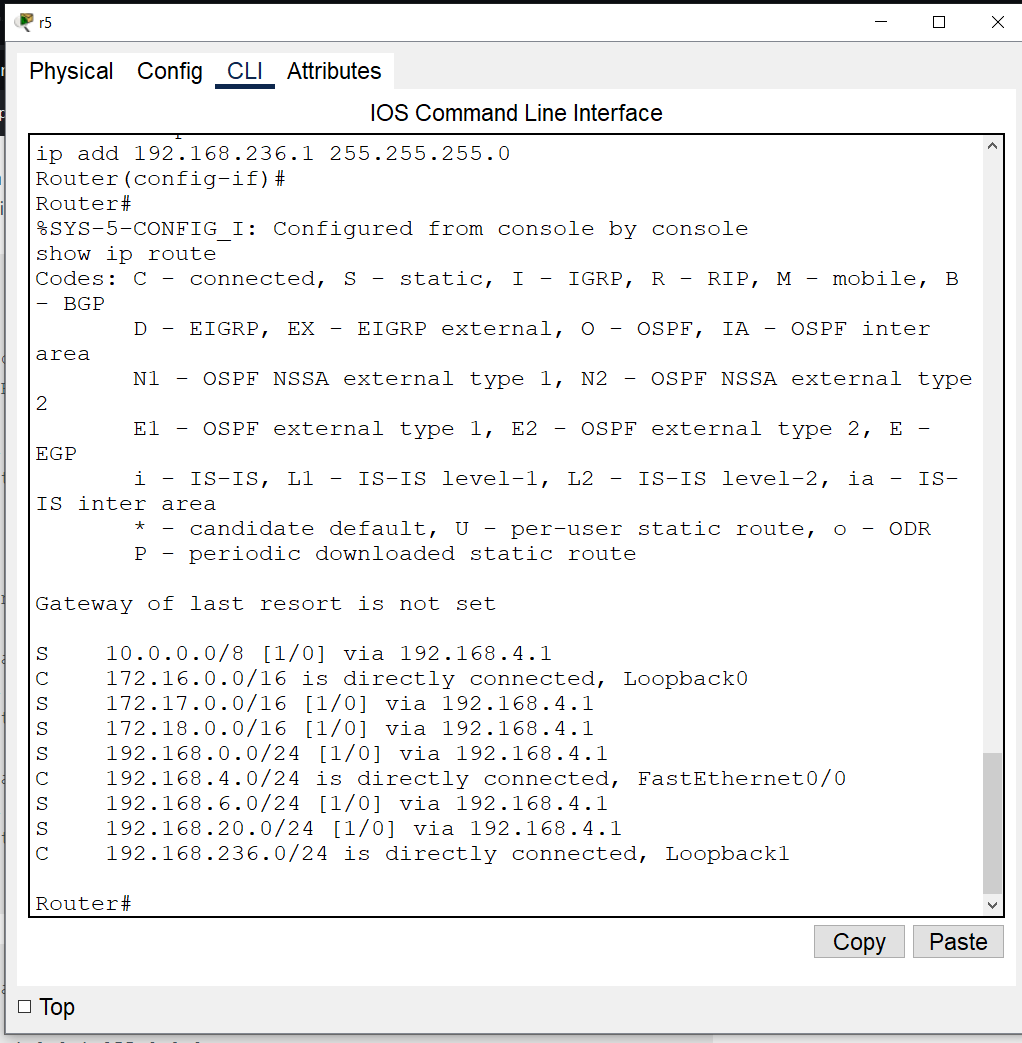 r5
Physical Config CLI Attributes
IOS Command Line Interface
ip add 192.168.236.1 255.255.255.0
Router(config-if)#
Router#
%SYS-5-CONFIG_I: Configured from console by console
show ip route
Codes: C - connected, S - static, I - IGRP, R - RIP, M - mobile, B
- BGP
       D - EIGRP, EX - EIGRP external, O - OSPF, IA - OSPF inter
area
       N1 - OSPF NSSA external type 1, N2 - OSPF NSSA external type
2
       E1 - OSPF external type 1, E2 - OSPF external type 2, E -
EGP
       i - IS-IS, L1 - IS-IS level-1, L2 - IS-IS level-2, ia - IS-
IS inter area
       * - candidate default, U - per-user static route, o - ODR
       P - periodic downloaded static route
Gateway of last resort is not set
S    10.0.0.0/8 [1/0] via 192.168.4.1
C    172.16.0.0/16 is directly connected, Loopback0
S    172.17.0.0/16 [1/0] via 192.168.4.1
S    172.18.0.0/16 [1/0] via 192.168.4.1
S    192.168.0.0/24 [1/0] via 192.168.4.1
C    192.168.4.0/24 is directly connected, FastEthernet0/0
S    192.168.6.0/24 [1/0] via 192.168.4.1
S    192.168.20.0/24 [1/0] via 192.168.4.1
C    192.168.236.0/24 is directly connected, Loopback1
Router#
Copy Paste
Top